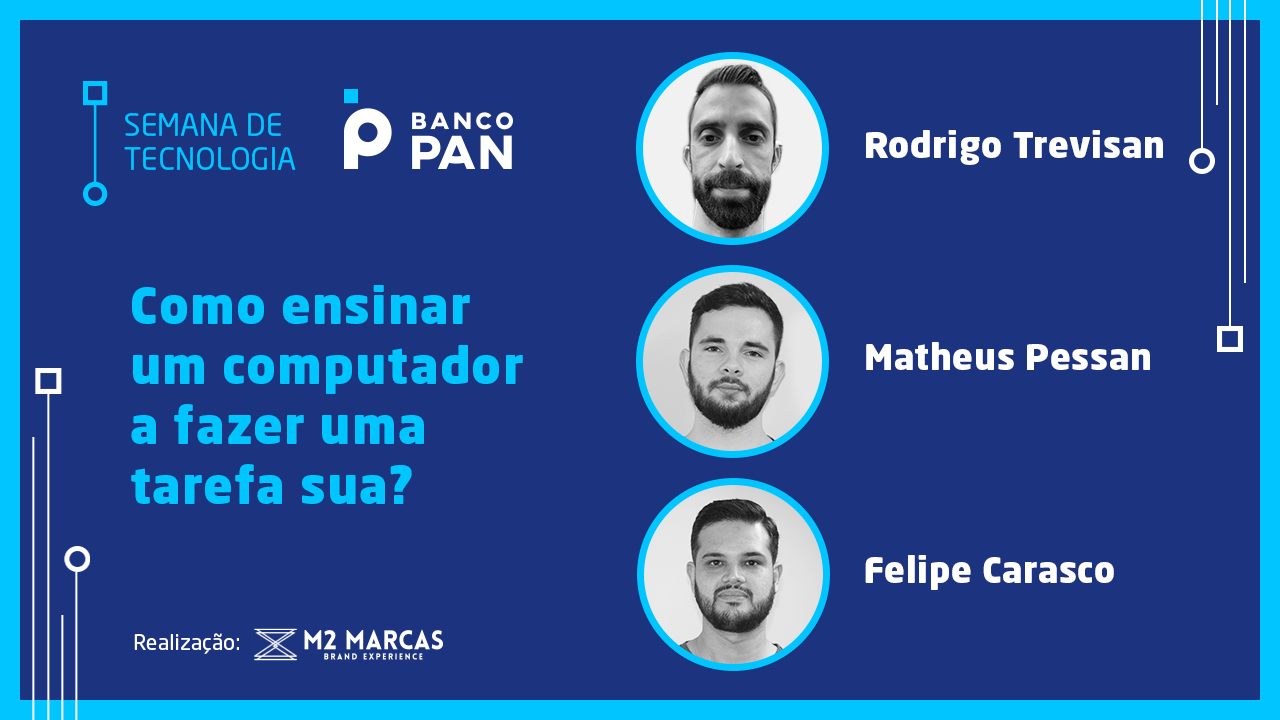 SEMANA DE
TECNOLOGIA
BANCO
PAN
Como ensinar
um computador
a fazer uma
tarefa sua?
Realização:
M2 MARCAS
BRAND EXPERIENCE
Rodrigo Trevisan
Matheus Pessan
Felipe Carasco